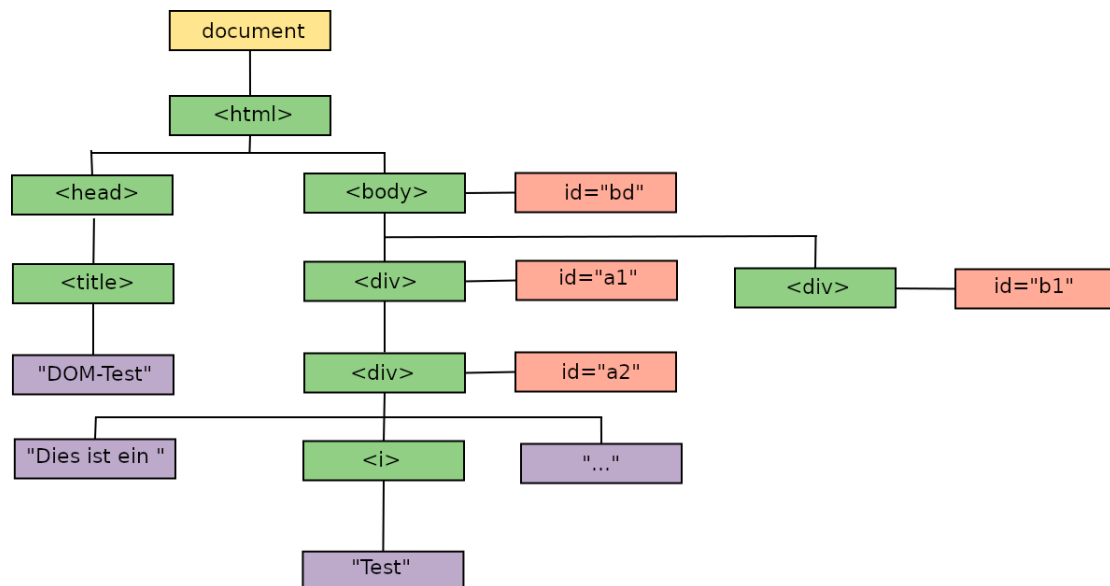 document
<html>
<head>
<body>
id="bd"
<title>
<div>
id="a1"
<div>
id="b1"
"DOM-Test"
<div>
id="a2"
"Dies ist ein "
<i>
"..."
"Test"